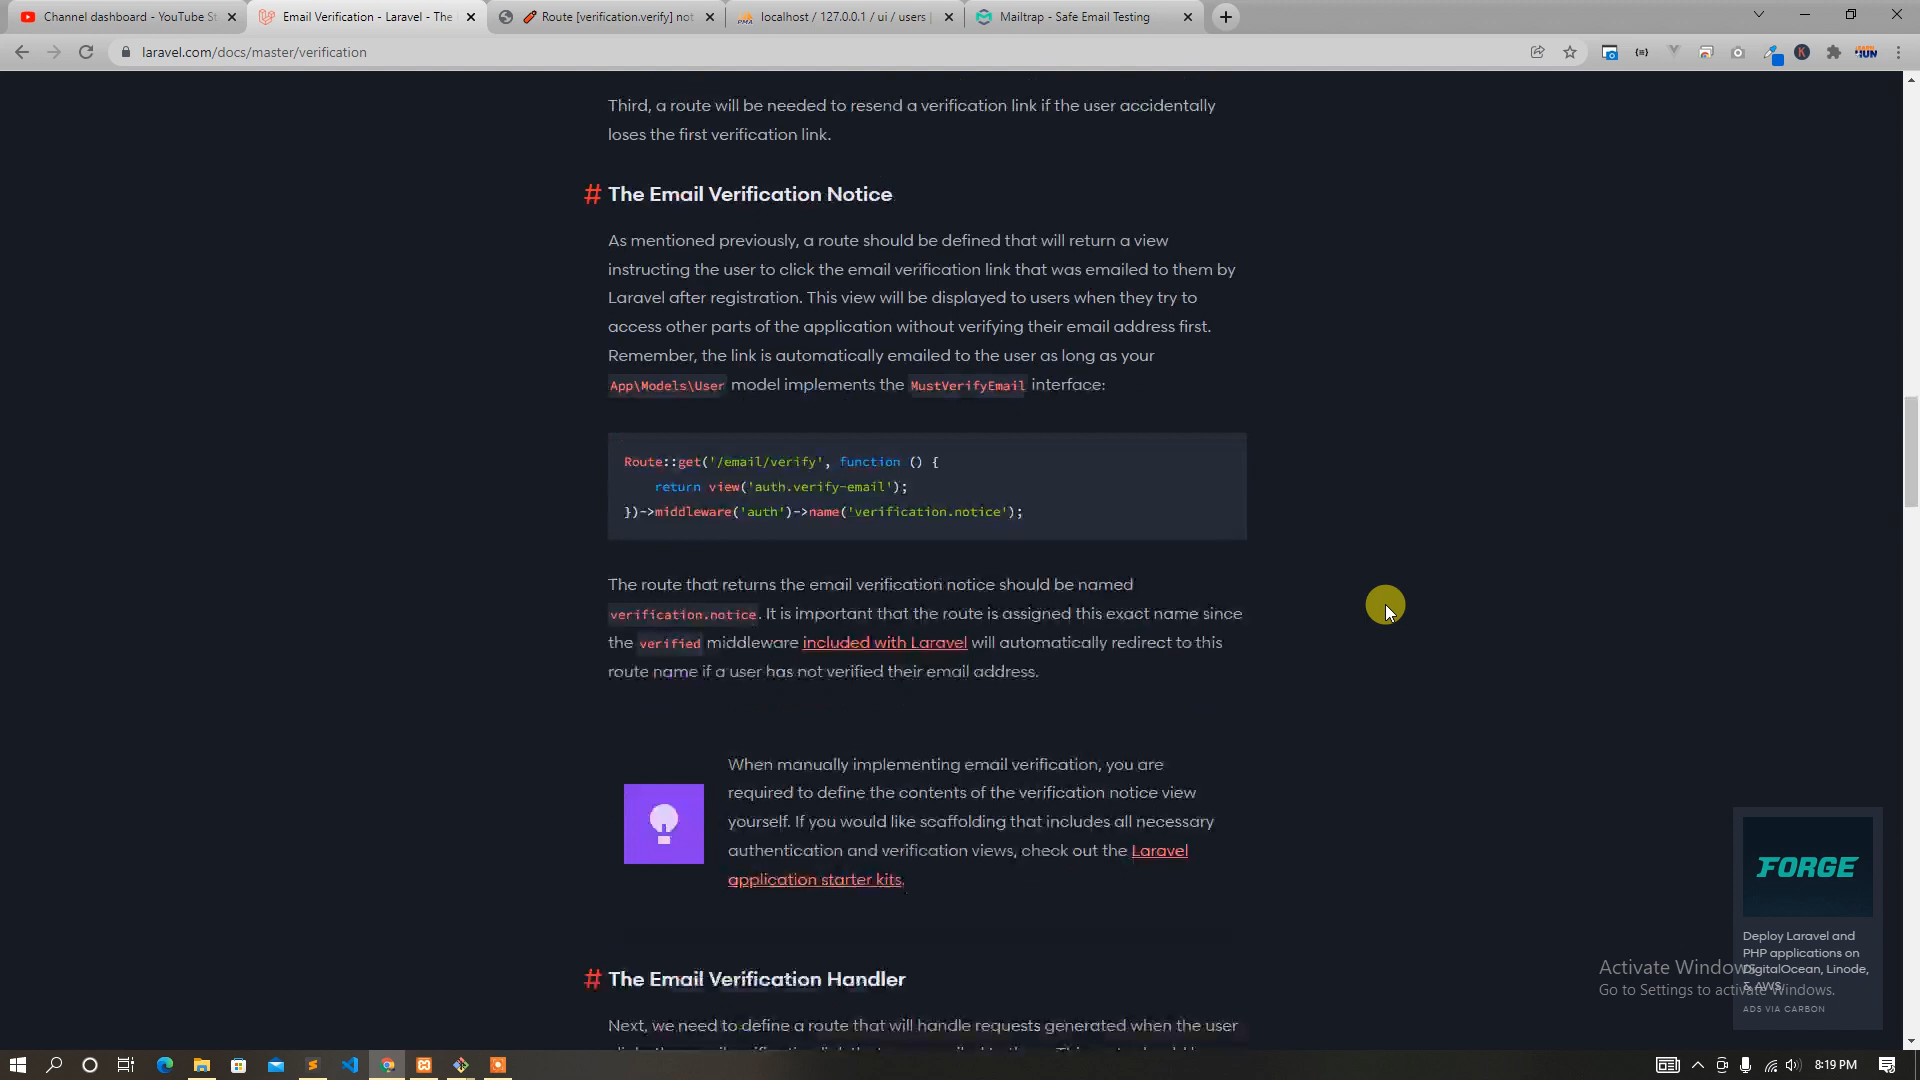 Channel dashboard - YouTube St
Email Verification - Laravel - The
Route [verification.verify] not
localhost / 127.0.0.1 / ui / users |
Mailtrap - Safe Email Testing
laravel.com/docs/master/verification
Third, a route will be needed to resend a verification link if the user accidentally
loses the first verification link.
# The Email Verification Notice
As mentioned previously, a route should be defined that will return a view
instructing the user to click the email verification link that was emailed to them by
Laravel after registration. This view will be displayed to users when they try to
access other parts of the application without verifying their email address first.
Remember, the link is automatically emailed to the user as long as your
App\Models\User model implements the MustVerifyEmail interface:
Route::get('/email/verify', function () {
return view('auth.verify-email');
})->middleware('auth')->name('verification.notice');
The route that returns the email verification notice should be named
verification.notice. It is important that the route is assigned this exact name since
the verified middleware included with Laravel will automatically redirect to this
route name if a user has not verified their email address.
When manually implementing email verification, you are
required to define the contents of the verification notice view
yourself. If you would like scaffolding that includes all necessary
authentication and verification views, check out the Laravel
application starter kits.
FORGE
Deploy Laravel and
PHP applications on
DigitalOcean, Linode,
& AWS.
ADS VIA CARBON
Activate Windows
Go to Settings to activate Windows.
# The Email Verification Handler
Next, we need to define a route that will handle requests generated when the user
8:19 PM